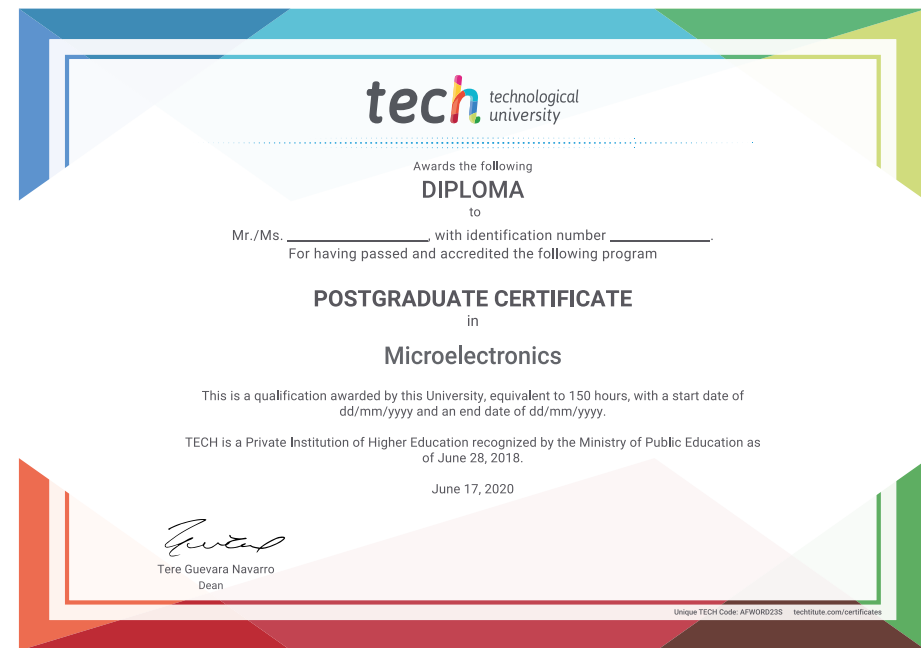 tech technological
university
Awards the following
DIPLOMA
to
Mr./Ms. ____________, with identification number ____________.
For having passed and accredited the following program
POSTGRADUATE CERTIFICATE
in
Microelectronics
This is a qualification awarded by this University, equivalent to 150 hours, with a start date of
dd/mm/yyyy and an end date of dd/mm/yyyy.
TECH is a Private Institution of Higher Education recognized by the Ministry of Public Education as
of June 28, 2018.
June 17, 2020
Tere Guevara Navarro
Dean
Unique TECH Code: AFWORD23S techtitute.com/certificates